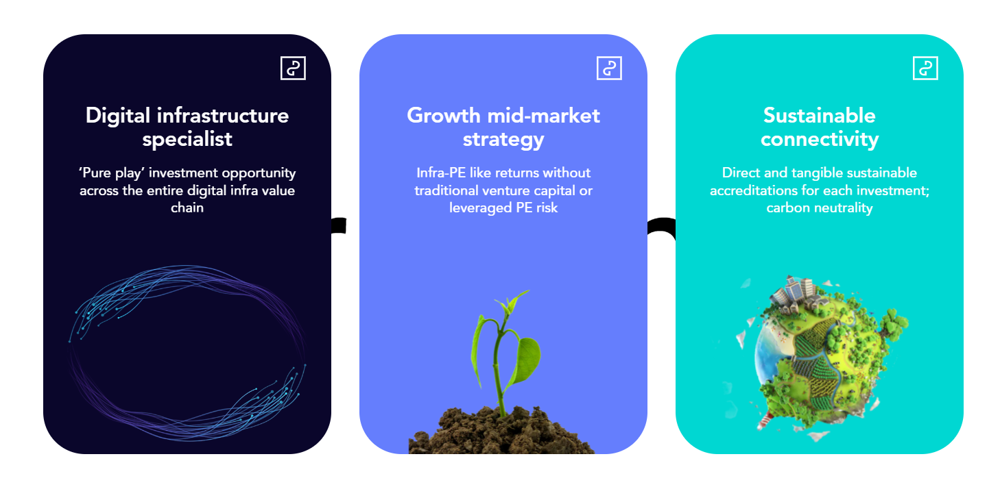 Digital infrastructure
specialist
‘Pure play’ investment opportunity
across the entire digital infra value
chain
Growth mid-market
strategy
Infra-PE like returns without
traditional venture capital or
leveraged PE risk
Sustainable
connectivity
Direct and tangible sustainable
accreditations for each investment;
carbon neutrality